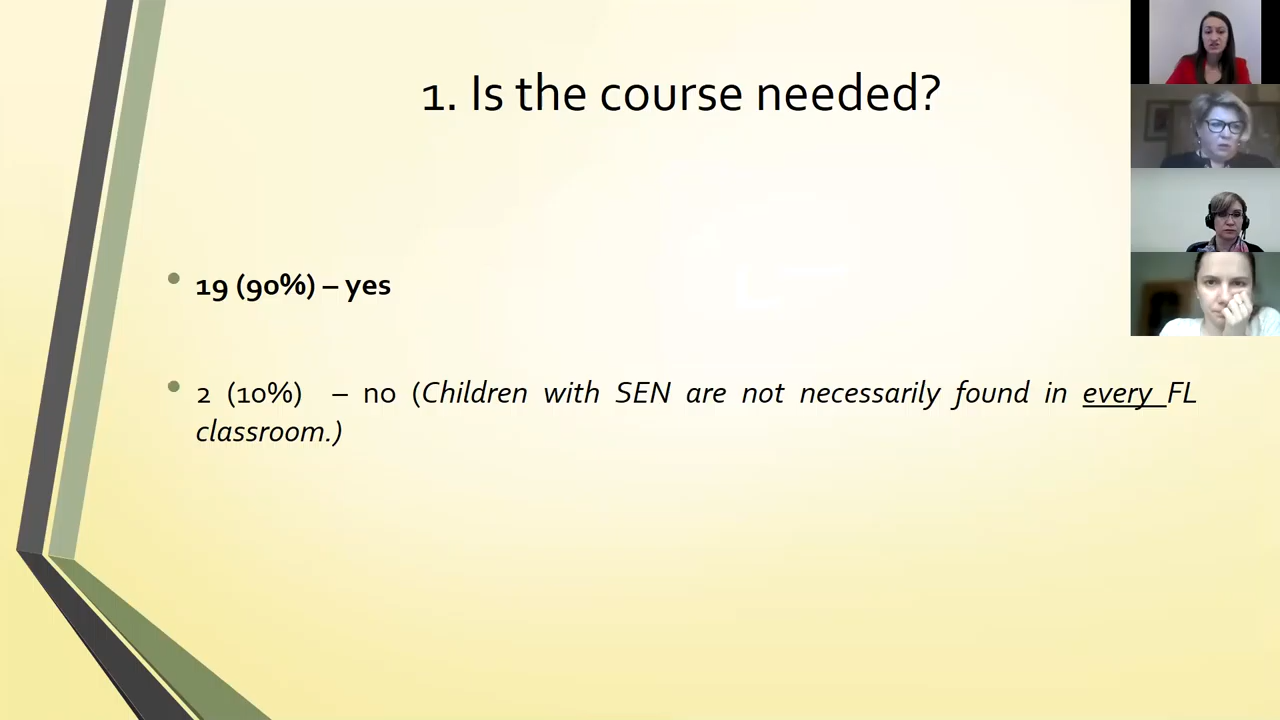 1. Is the course needed?
• 19 (90%) – yes
• 2 (10%) – no (Children with SEN are not necessarily found in every FL
classroom.)